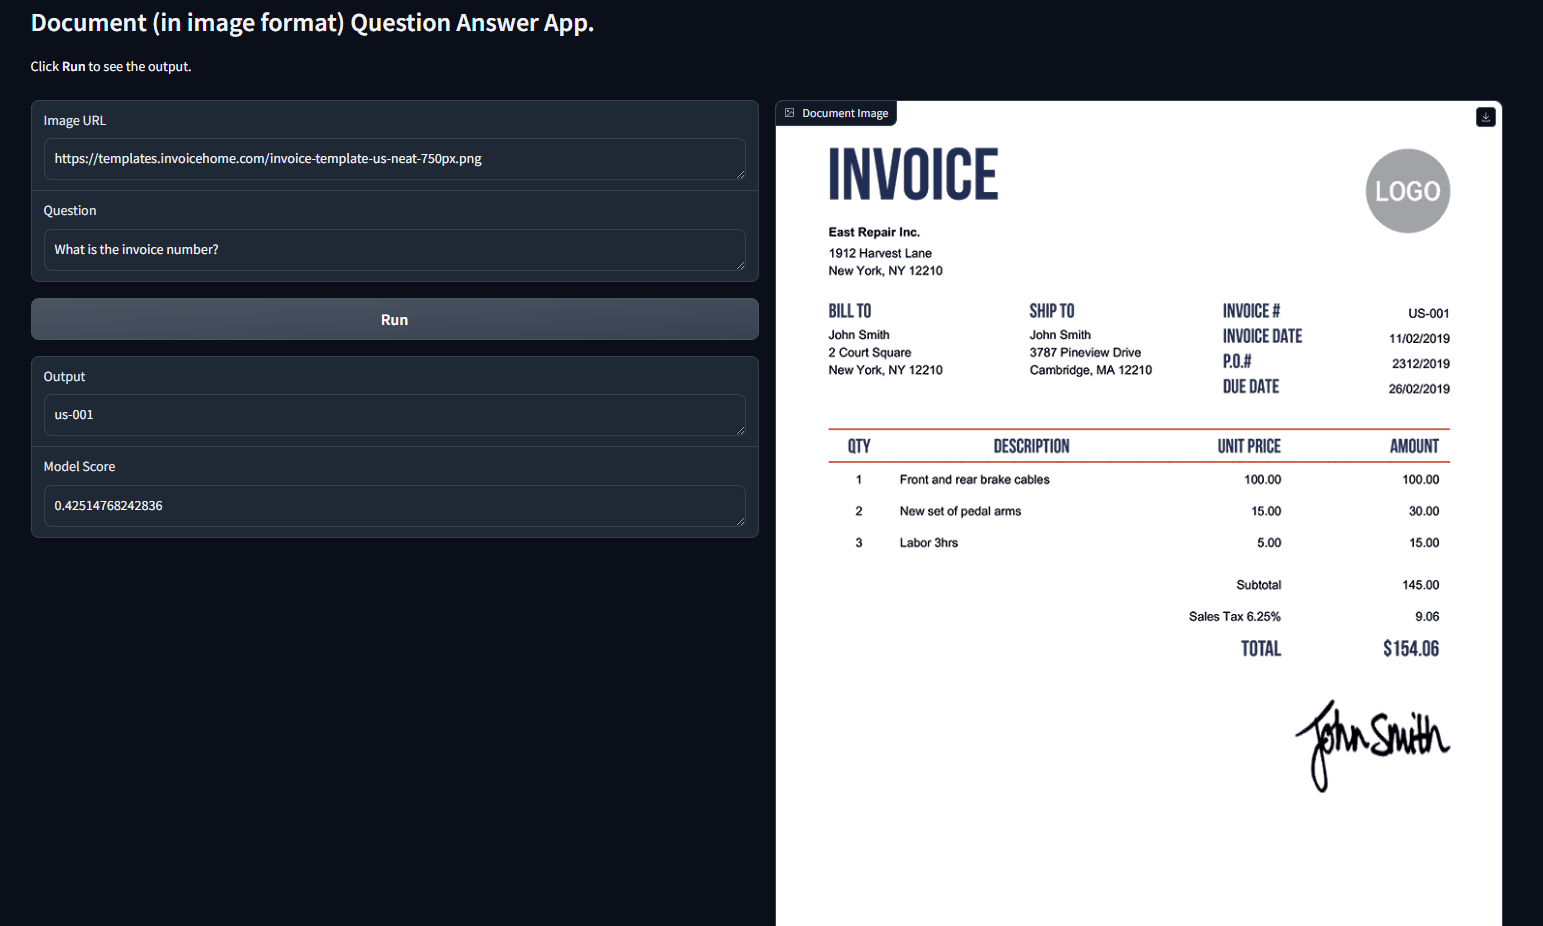 Document (in image format) Question Answer App.
Click Run to see the output.
Image URL
https://templates.invoicehome.com/invoice-template-us-neat-750px.png
Question
What is the invoice number?
Run
Output
us-001
Model Score
0.42514768242836
Document Image
INVOICE
LOGO
East Repair Inc.
1912 Harvest Lane
New York, NY 12210
BILL TO
John Smith
2 Court Square
New York, NY 12210
SHIP TO
John Smith
3787 Pineview Drive
Cambridge, MA 12210
INVOICE # US-001
INVOICE DATE 11/02/2019
P.O.# 2312/2019
DUE DATE 26/02/2019
QTY DESCRIPTION UNIT PRICE AMOUNT
1 Front and rear brake cables 100.00 100.00
2 New set of pedal arms 15.00 30.00
3 Labor 3hrs 5.00 15.00
Subtotal 145.00
Sales Tax 6.25% 9.06
TOTAL $154.06
John Smith